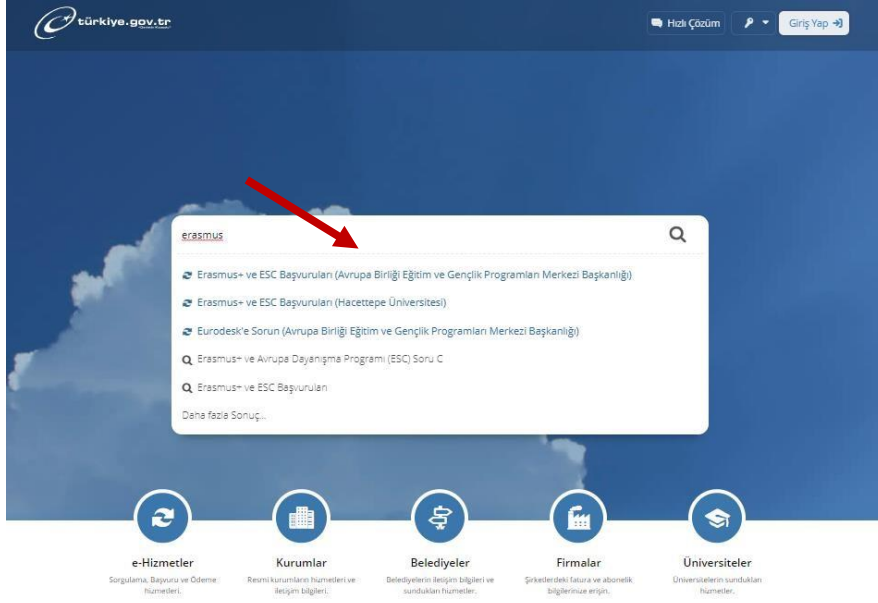 türkiye.gov.tr
Hızlı Çözüm
Giriş Yap
erasmus
Erasmus+ ve ESC Başvuruları (Avrupa Birliği Eğitim ve Gençlik Programları Merkezi Başkanlığı)
Erasmus+ ve ESC Başvuruları (Hacettepe Üniversitesi)
Eurodesk'e Sorun (Avrupa Birliği Eğitim ve Gençlik Programları Merkezi Başkanlığı)
Erasmus+ ve Avrupa Dayanışma Programı (ESC) Soru C
Erasmus+ ve ESC Başvuruları
Daha fazla Sonuç...
e-Hizmetler
Sorgulama, Başvuru ve Ödeme
hizmetleri.
Kurumlar
Resmi kurumların hizmetleri ve
iletişim bilgileri.
Belediyeler
Belediyelerin iletişim bilgileri ve
sundukları hizmetler.
Firmalar
Şirketlerdeki fatura ve abonelik
bilgilerinize erişin.
Üniversiteler
Üniversitelerin sundukları
hizmetler.